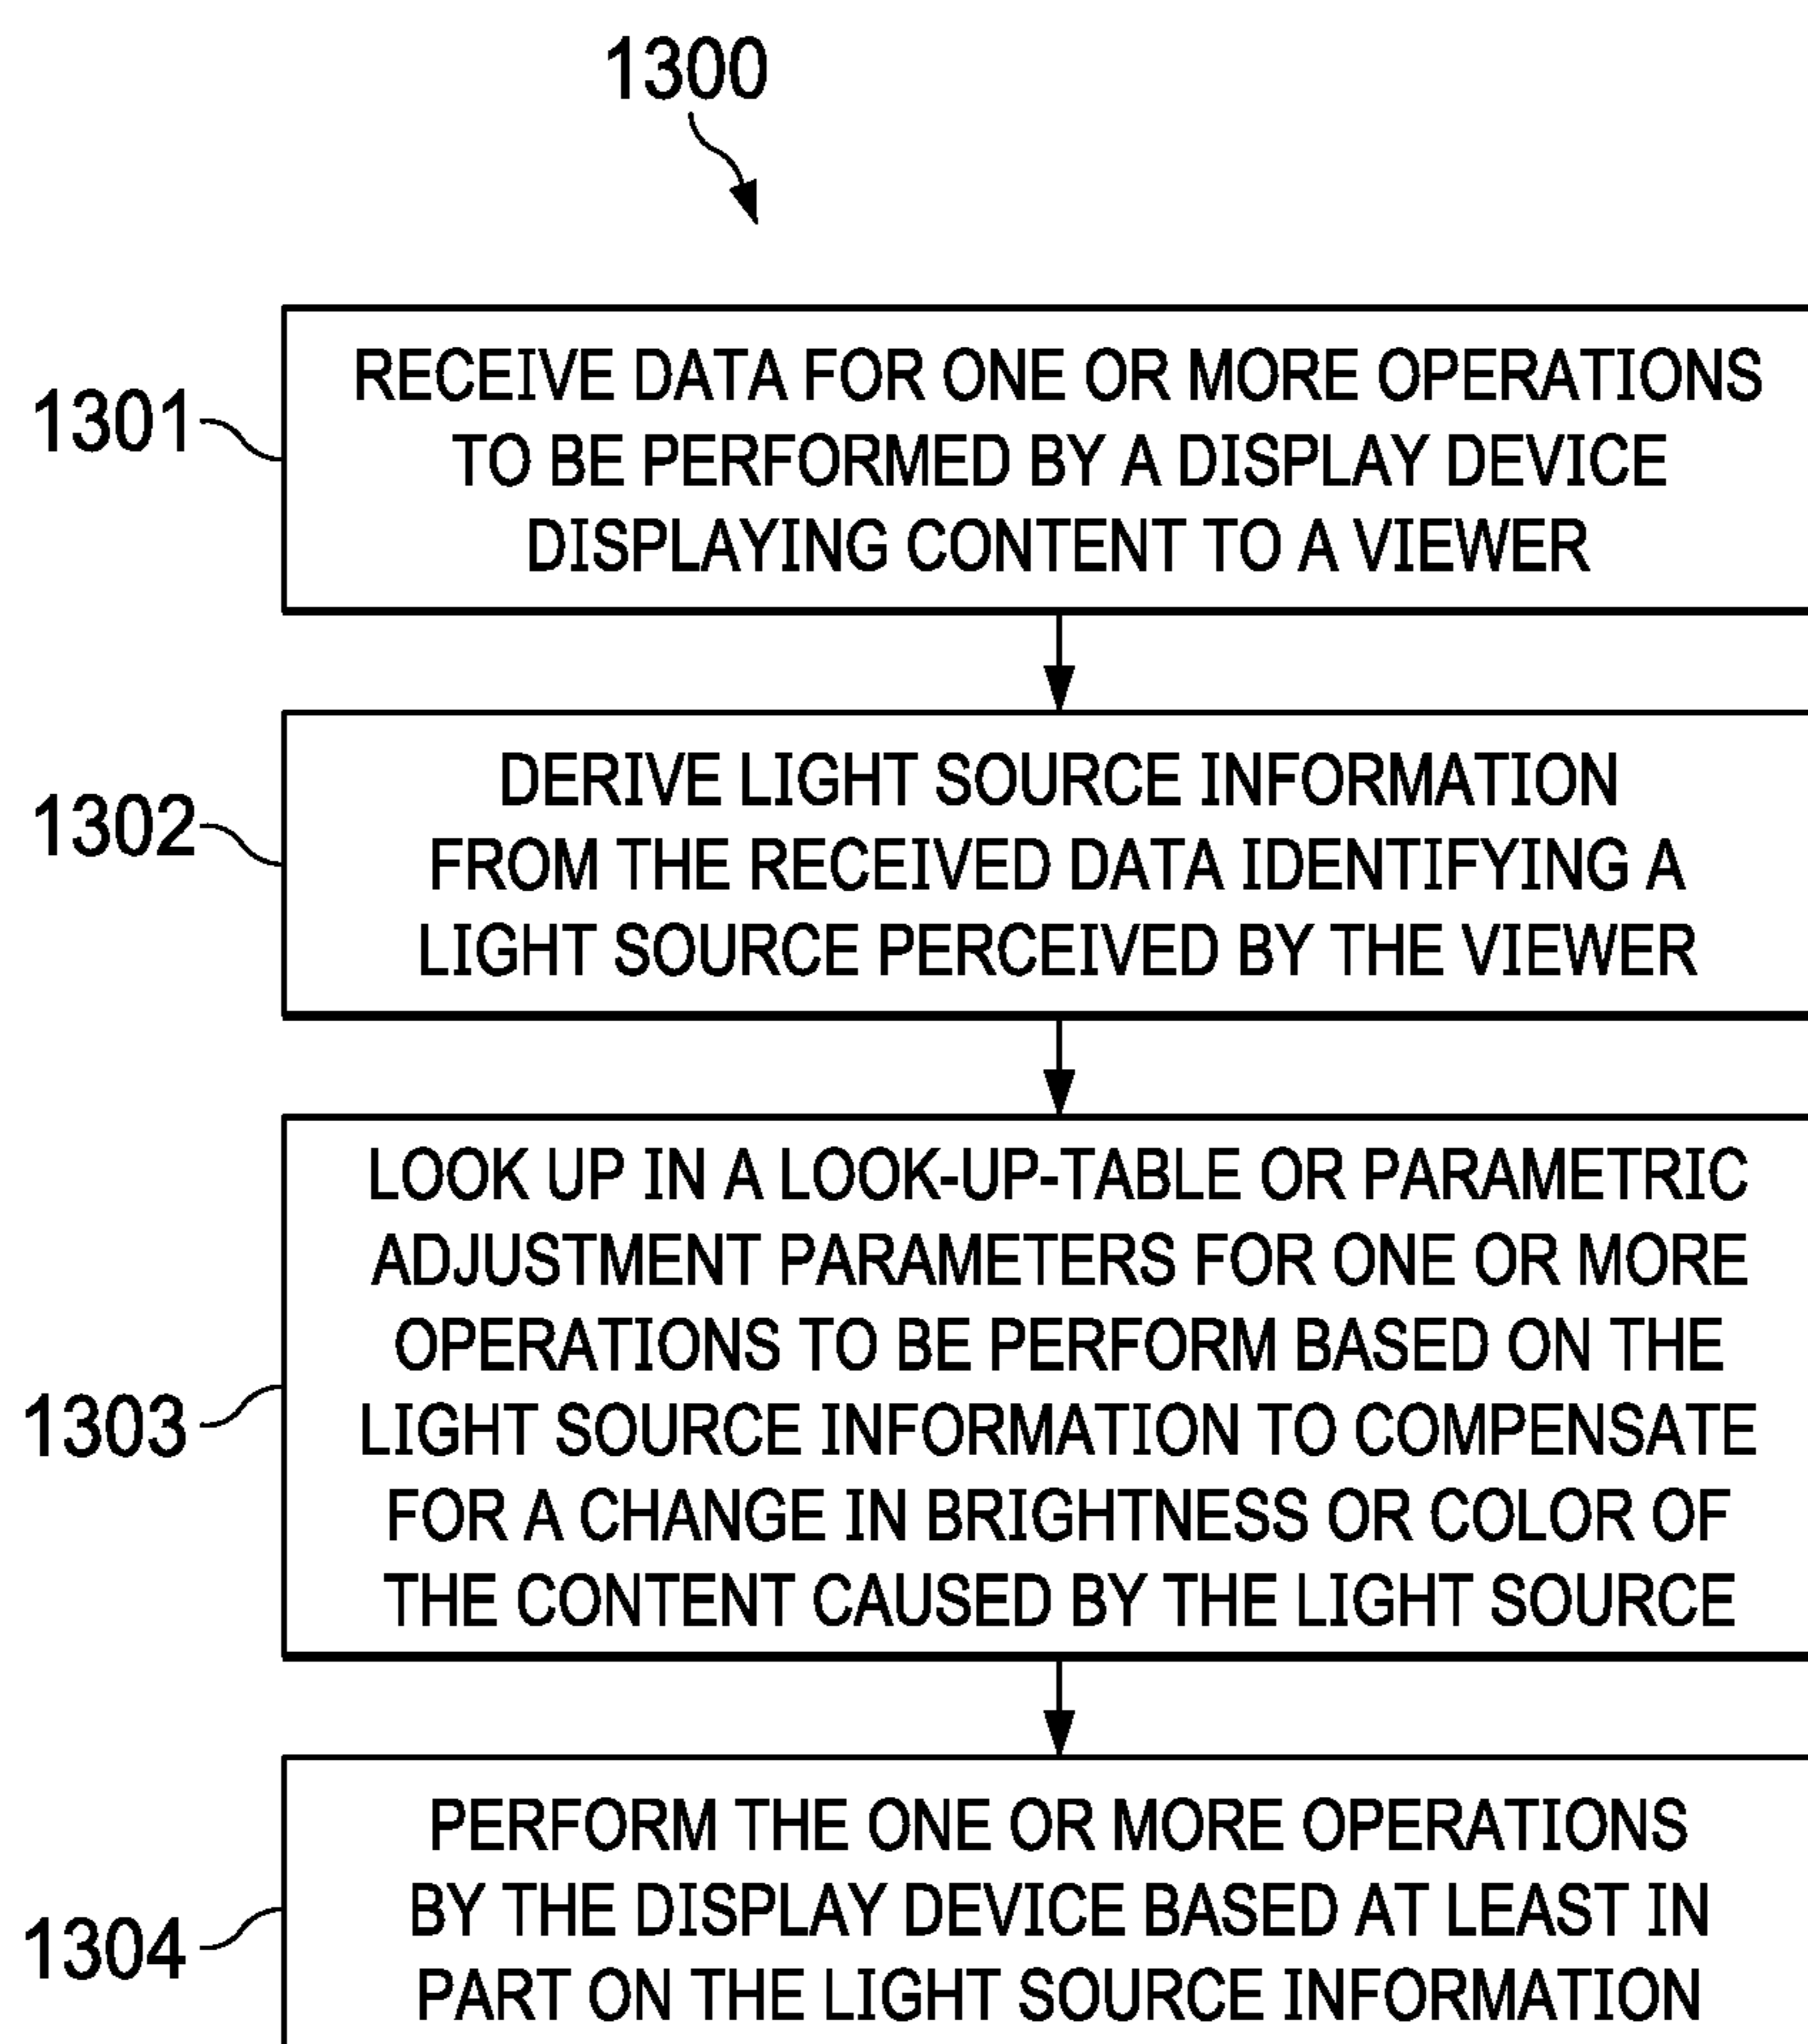 1300
1301
RECEIVE DATA FOR ONE OR MORE OPERATIONS
TO BE PERFORMED BY A DISPLAY DEVICE
DISPLAYING CONTENT TO A VIEWER
1302
DERIVE LIGHT SOURCE INFORMATION
FROM THE RECEIVED DATA IDENTIFYING A
LIGHT SOURCE PERCEIVED BY THE VIEWER
1303
LOOK UP IN A LOOK-UP-TABLE OR PARAMETRIC
ADJUSTMENT PARAMETERS FOR ONE OR MORE
OPERATIONS TO BE PERFORM BASED ON THE
LIGHT SOURCE INFORMATION TO COMPENSATE
FOR A CHANGE IN BRIGHTNESS OR COLOR OF
THE CONTENT CAUSED BY THE LIGHT SOURCE
1304
PERFORM THE ONE OR MORE OPERATIONS
BY THE DISPLAY DEVICE BASED AT LEAST IN
PART ON THE LIGHT SOURCE INFORMATION